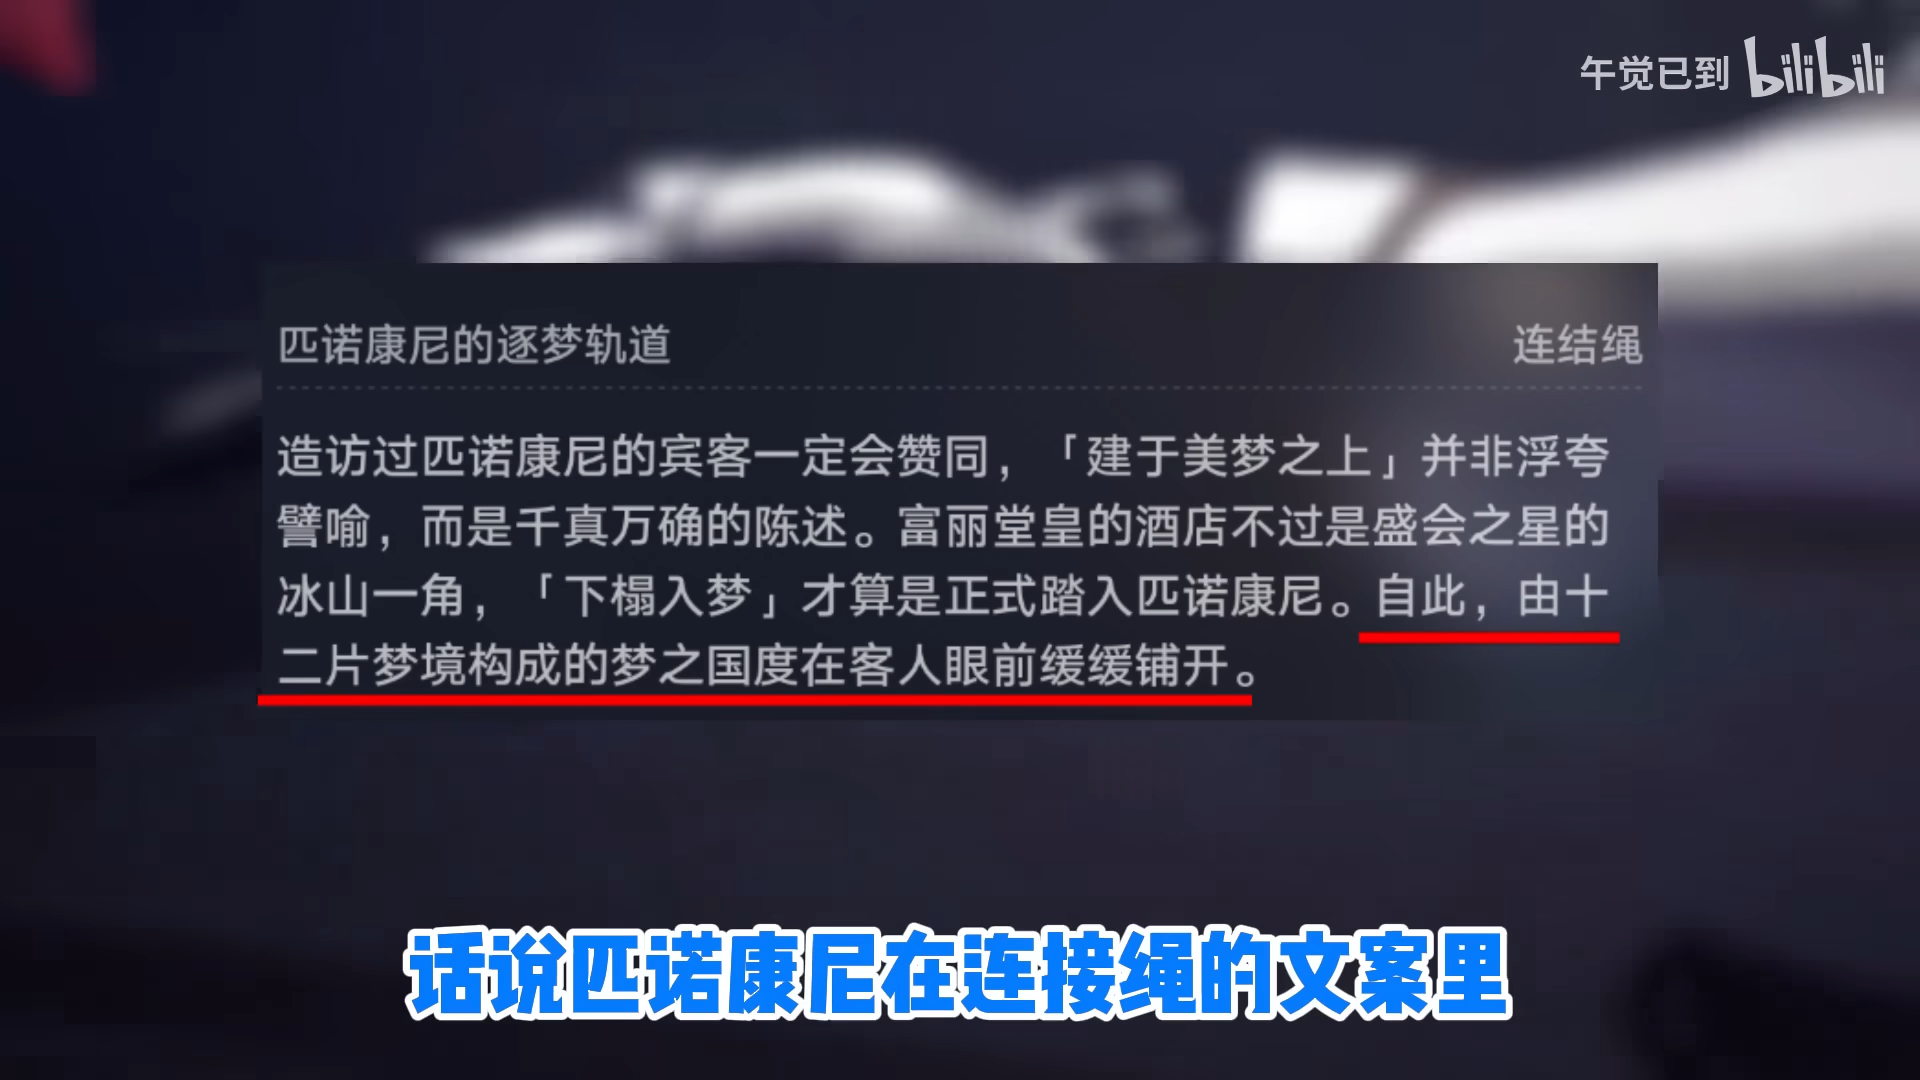 午觉已到 bilibili
匹诺康尼的逐梦轨道 连结绳
造访过匹诺康尼的宾客一定会赞同，「建于美梦之上」并非浮夸
譬喻，而是千真万确的陈述。富丽堂皇的酒店不过是盛会之星的
冰山一角，「下榻入梦」才算是正式踏入匹诺康尼。自此，由十
二片梦境构成的梦之国度在客人眼前缓缓铺开。
话说匹诺康尼在连接绳的文案里